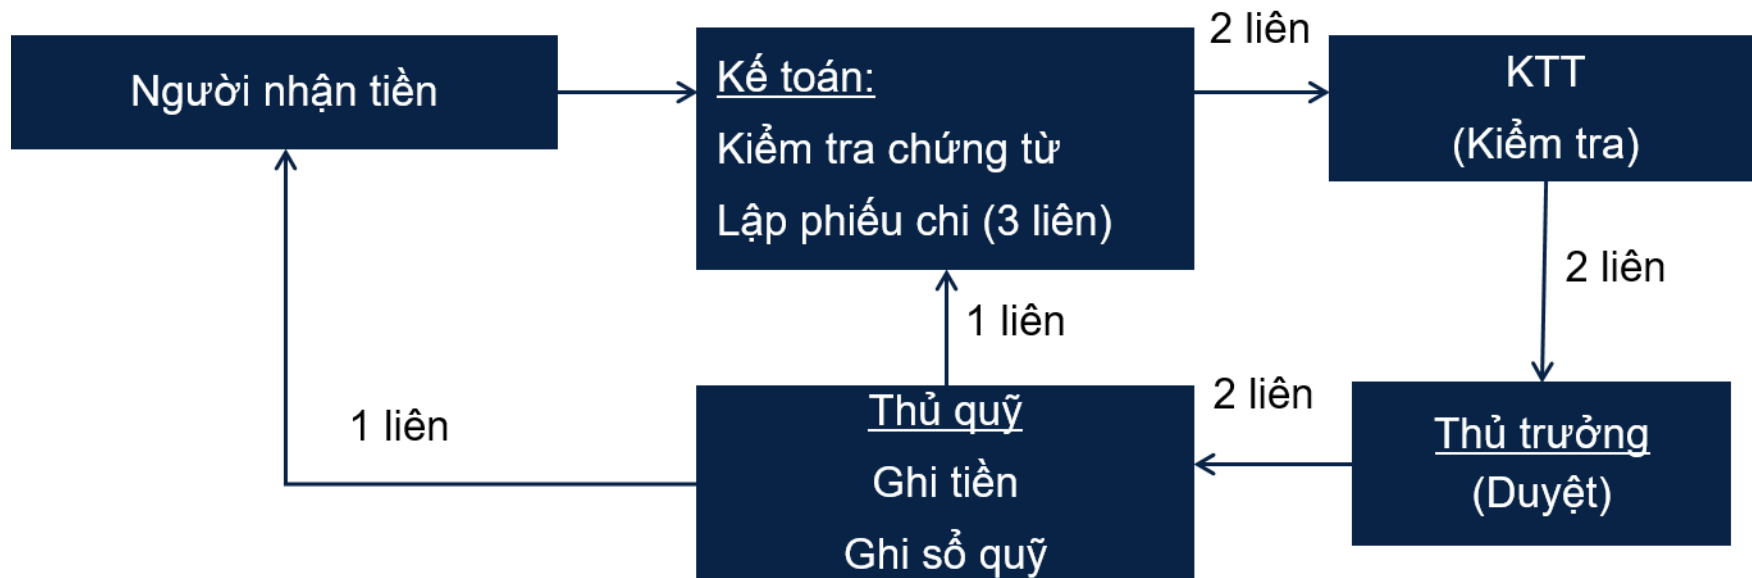 Người nhận tiền
Kế toán:
Kiểm tra chứng từ
Lập phiếu chi (3 liên)
2 liên
KTT
(Kiểm tra)
2 liên
Thủ trưởng
(Duyệt)
2 liên
Thủ quỹ
Ghi tiền
Ghi sổ quỹ
1 liên
1 liên